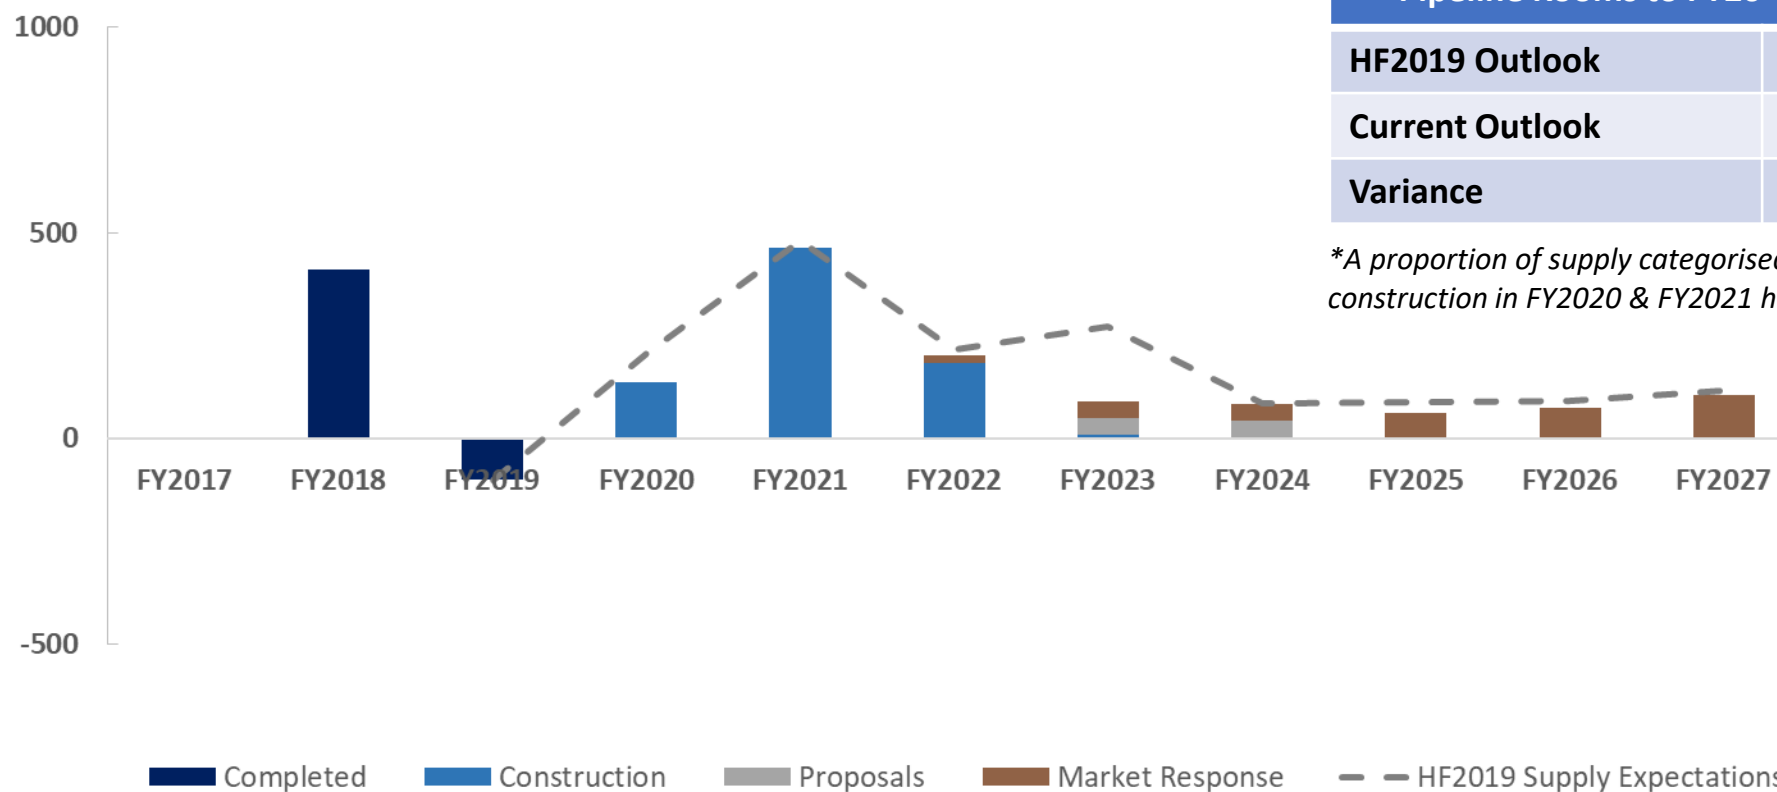 1000
HF2019 Outlook
Current Outlook
Variance
500
*A proportion of supply categorised
construction in FY2020 & FY2021 h
0
FY2017 FY2018 FY2019 FY2020 FY2021 FY2022 FY2023 FY2024 FY2025 FY2026 FY2027
-500
Completed Construction Proposals Market Response HF2019 Supply Expectations